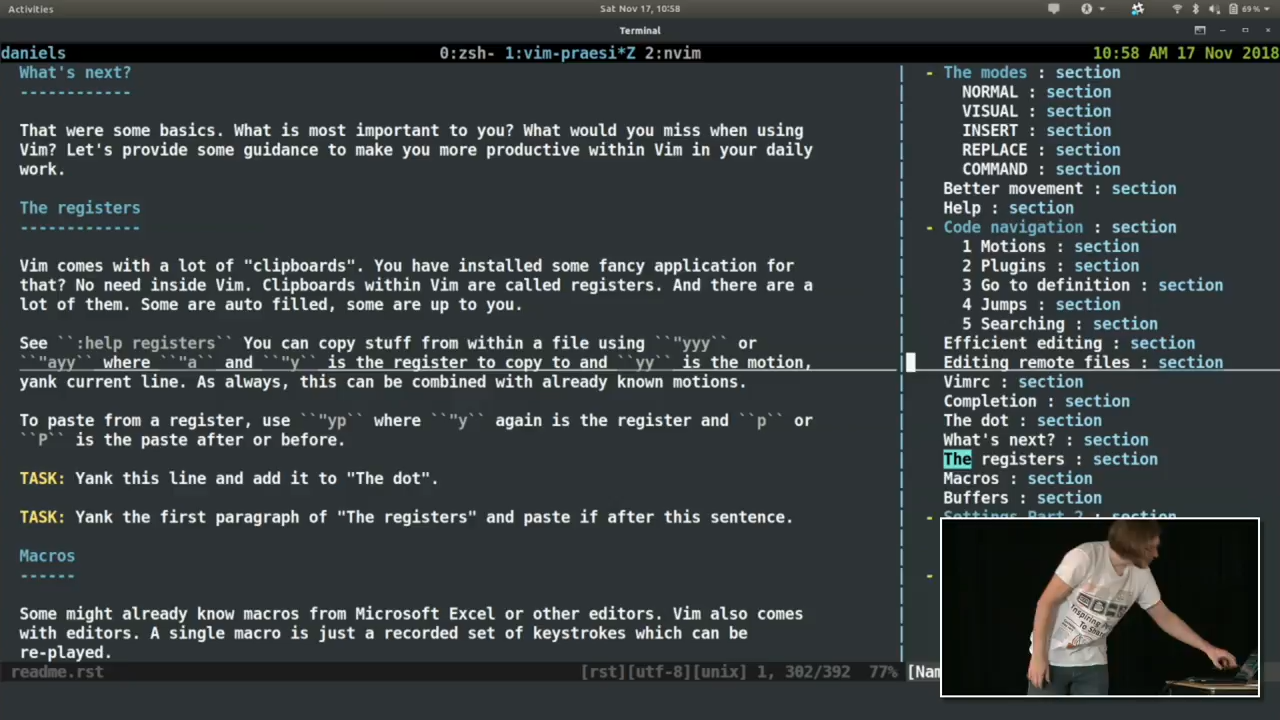 Activities
Sat Nov 17, 10:58
69%
Terminal
daniels 0:zsh- 1:vim-praesi*Z 2:nvim 10:58 AM 17 Nov 2018
What's next?
------------
That were some basics. What is most important to you? What would you miss when using
Vim? Let's provide some guidance to make you more productive within Vim in your daily
work.
The registers
-------------
Vim comes with a lot of "clipboards". You have installed some fancy application for
that? No need inside Vim. Clipboards within Vim are called registers. And there are a
lot of them. Some are auto filled, some are up to you.
See ``:help registers`` You can copy stuff from within a file using ``"yyy`` or
``"ayy`` where ``"a`` and ``"y`` is the register to copy to and ``yy`` is the motion,
yank current line. As always, this can be combined with already known motions.
To paste from a register, use ``"yp`` where ``"y`` again is the register and ``p`` or
``P`` is the paste after or before.
TASK: Yank this line and add it to "The dot".
TASK: Yank the first paragraph of "The registers" and paste if after this sentence.
Macros
------
Some might already know macros from Microsoft Excel or other editors. Vim also comes
with editors. A single macro is just a recorded set of keystrokes which can be
re-played.
readme.rst [rst][utf-8][unix] 1, 302/392 77%
- The modes : section
NORMAL : section
VISUAL : section
INSERT : section
REPLACE : section
COMMAND : section
Better movement : section
Help : section
- Code navigation : section
1 Motions : section
2 Plugins : section
3 Go to definition : section
4 Jumps : section
5 Searching : section
Efficient editing : section
Editing remote files : section
Vimrc : section
Completion : section
The dot : section
What's next? : section
The registers : section
Macros : section
Buffers : section
- Settings Part 2 : section
-
[Nam
Inspiring
To Sha